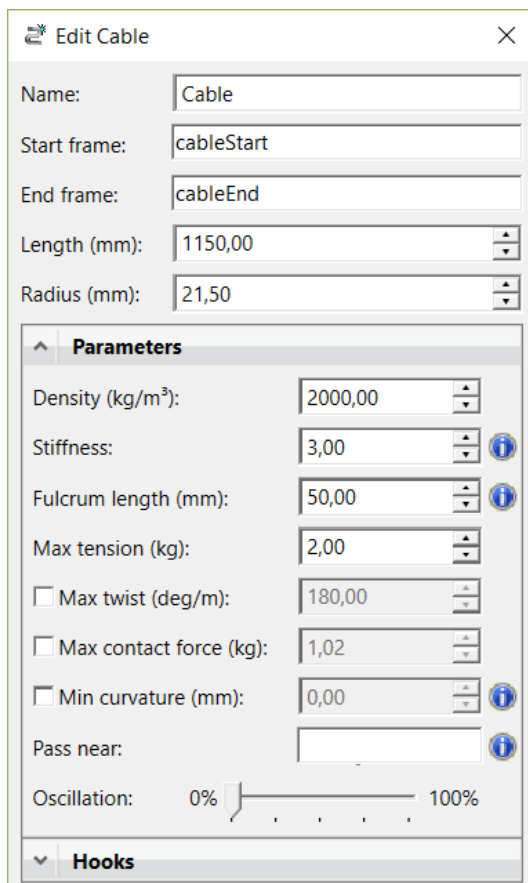 Edit Cable
Name: Cable
Start frame: cableStart
End frame: cableEnd
Length (mm): 1150,00
Radius (mm): 21,50
Parameters
Density (kg/m³): 2000,00
Stiffness: 3,00
Fulcrum length (mm): 50,00
Max tension (kg): 2,00
Max twist (deg/m): 180,00
Max contact force (kg): 1,02
Min curvature (mm): 0,00
Pass near:
Oscillation: 0% 100%
Hooks